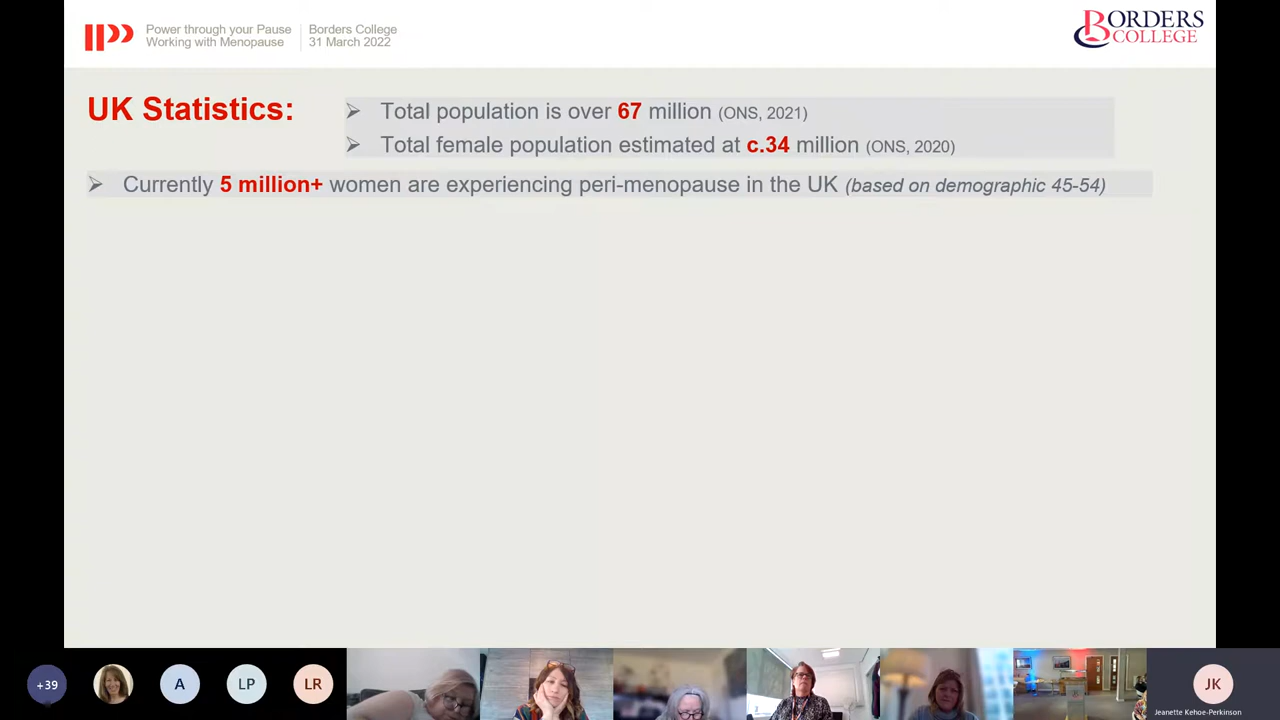 Power through your Pause
Working with Menopause
Borders College
31 March 2022
BORDERS
COLLEGE
UK Statistics:
Total population is over 67 million (ONS, 2021)
Total female population estimated at c.34 million (ONS, 2020)
Currently 5 million+ women are experiencing peri-menopause in the UK (based on demographic 45-54)
+39
A
LP
LR
JK
Jeanette Kehoe-Perkinson